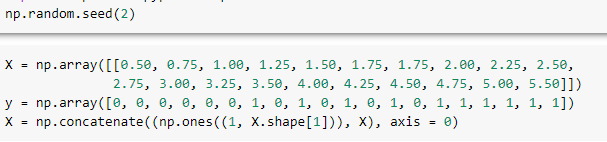 np.random.seed(2)
X = np.array([[0.50, 0.75, 1.00, 1.25, 1.50, 1.75, 1.75, 2.00, 2.25, 2.50,
2.75, 3.00, 3.25, 3.50, 4.00, 4.25, 4.50, 4.75, 5.00, 5.50]])
y = np.array([0, 0, 0, 0, 0, 0, 1, 0, 1, 0, 1, 0, 1, 0, 1, 1, 1, 1, 1, 1])
X = np.concatenate((np.ones((1, X.shape[1])), X), axis = 0)